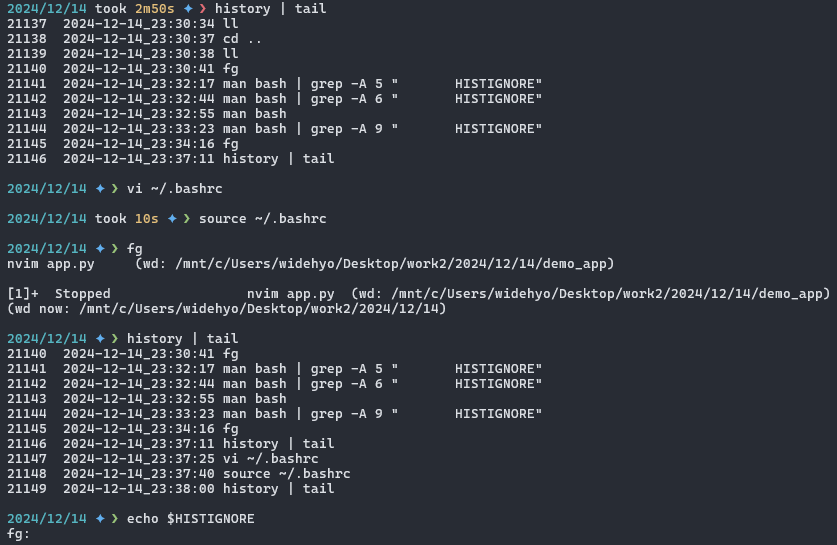 2024/12/14 took 2m50s ✦ ❯ history | tail
21137  2024-12-14_23:30:34 ll
21138  2024-12-14_23:30:37 cd ..
21139  2024-12-14_23:30:38 ll
21140  2024-12-14_23:30:41 fg
21141  2024-12-14_23:32:17 man bash | grep -A 5 "       HISTIGNORE"
21142  2024-12-14_23:32:44 man bash | grep -A 6 "       HISTIGNORE"
21143  2024-12-14_23:32:55 man bash
21144  2024-12-14_23:33:23 man bash | grep -A 9 "       HISTIGNORE"
21145  2024-12-14_23:34:16 fg
21146  2024-12-14_23:37:11 history | tail
2024/12/14 ✦ ❯ vi ~/.bashrc
2024/12/14 took 10s ✦ ❯ source ~/.bashrc
2024/12/14 ✦ ❯ fg
nvim app.py     (wd: /mnt/c/Users/widehyo/Desktop/work2/2024/12/14/demo_app)
[1]+  Stopped                 nvim app.py  (wd: /mnt/c/Users/widehyo/Desktop/work2/2024/12/14/demo_app)
(wd now: /mnt/c/Users/widehyo/Desktop/work2/2024/12/14)
2024/12/14 ✦ ❯ history | tail
21140  2024-12-14_23:30:41 fg
21141  2024-12-14_23:32:17 man bash | grep -A 5 "       HISTIGNORE"
21142  2024-12-14_23:32:44 man bash | grep -A 6 "       HISTIGNORE"
21143  2024-12-14_23:32:55 man bash
21144  2024-12-14_23:33:23 man bash | grep -A 9 "       HISTIGNORE"
21145  2024-12-14_23:34:16 fg
21146  2024-12-14_23:37:11 history | tail
21147  2024-12-14_23:37:25 vi ~/.bashrc
21148  2024-12-14_23:37:40 source ~/.bashrc
21149  2024-12-14_23:38:00 history | tail
2024/12/14 ✦ ❯ echo $HISTIGNORE
fg: